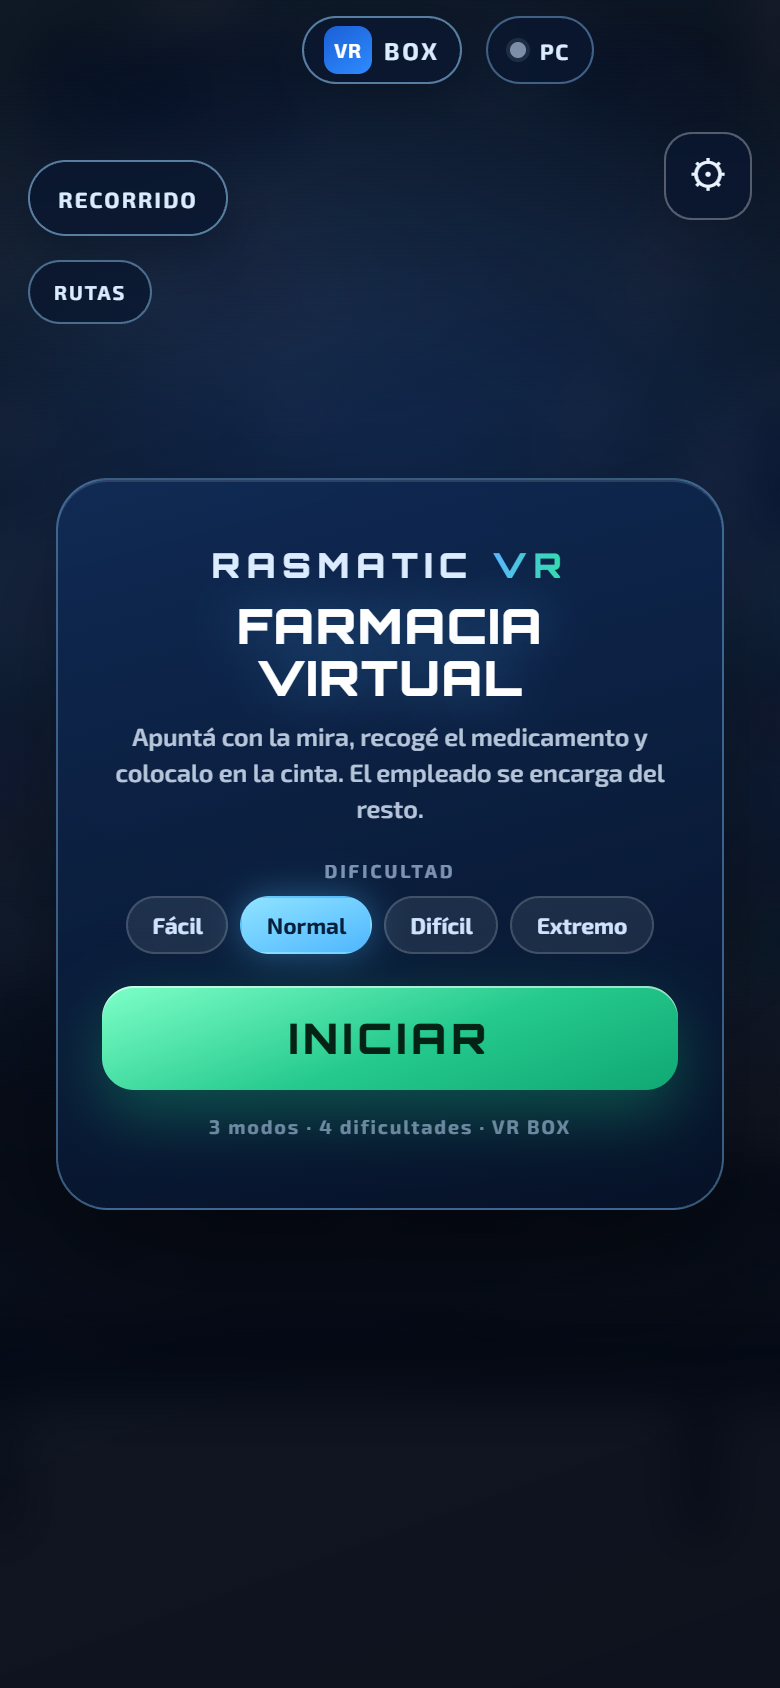 VR BOX
PC
RECORRIDO
RUTAS
RASMATIC VR
FARMACIA
VIRTUAL
Apuntá con la mira, recogé el medicamento y
colocalo en la cinta. El empleado se encarga del
resto.
DIFICULTAD
Fácil Normal Difícil Extremo
INICIAR
3 modos · 4 dificultades · VR BOX